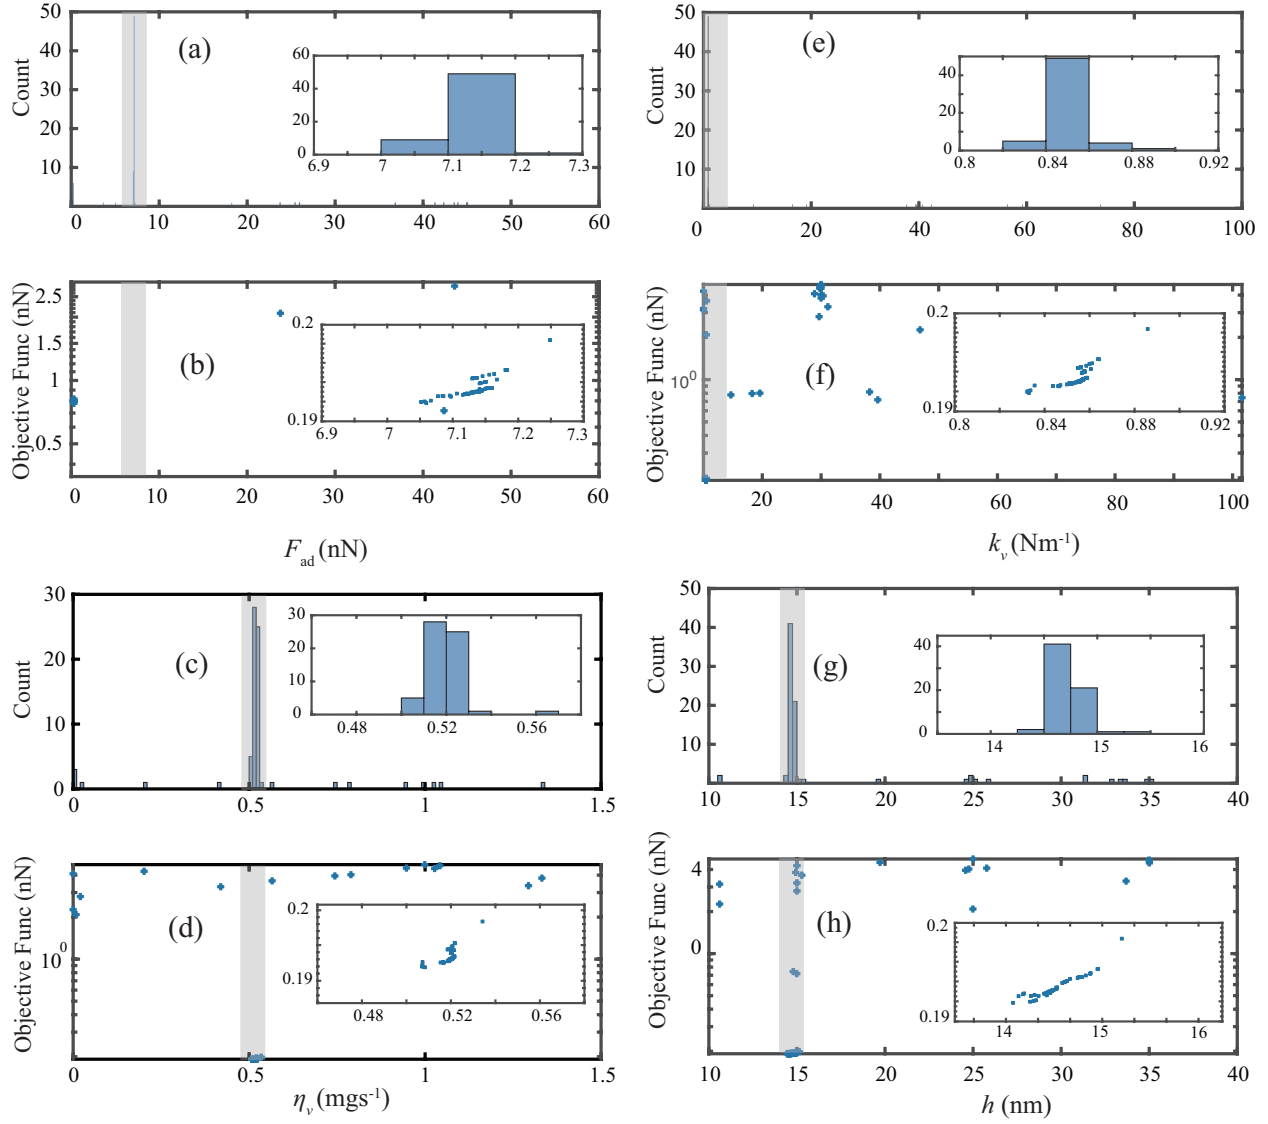 50
40
30
20
10
Count
(a)
60
40
20
0
6.9 7 7.1 7.2 7.3
0 10 20 30 40 50 60
50
40
30
20
10
Count
(e)
40
20
0
0.8 0.84 0.88 0.92
0 20 40 60 80 100
2.5
1.5
1
0.5
Objective Func (nN)
(b)
0.2
0.19
6.9 7 7.1 7.2 7.3
0 10 20 30 40 50 60
F_ad (nN)
10⁰
Objective Func (nN)
(f)
0.2
0.19
0.8 0.84 0.88 0.92
20 40 60 80 100
k_v (Nm⁻¹)
30
20
10
0
Count
(c)
30
20
10
0
0.48 0.52 0.56
0 0.5 1 1.5
50
40
30
20
10
Count
(g)
40
20
0
14 15 16
10 15 20 25 30 35 40
10⁰
Objective Func (nN)
(d)
0.2
0.19
0.48 0.52 0.56
0 0.5 1 1.5
η_v (mgs⁻¹)
4
0
Objective Func (nN)
(h)
0.2
0.19
14 15 16
10 15 20 25 30 35 40
h (nm)